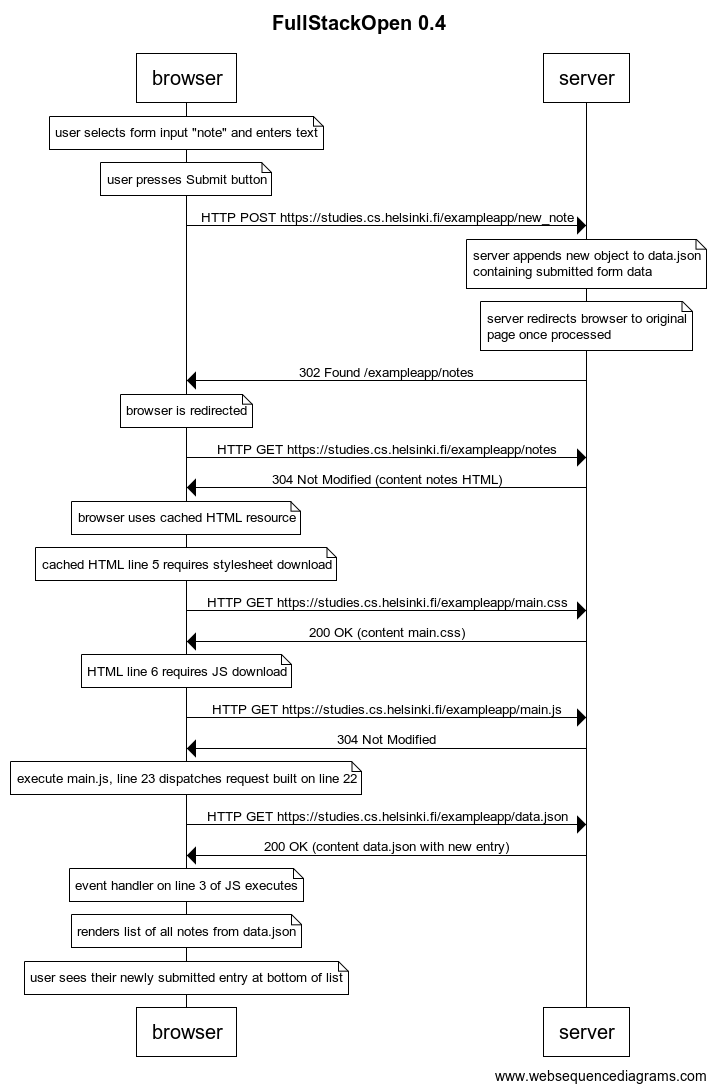 FullStackOpen 0.4
browser
server
user selects form input "note" and enters text
user presses Submit button
HTTP POST https://studies.cs.helsinki.fi/exampleapp/new_note
server appends new object to data.json
containing submitted form data
server redirects browser to original
page once processed
302 Found /exampleapp/notes
browser is redirected
HTTP GET https://studies.cs.helsinki.fi/exampleapp/notes
304 Not Modified (content notes HTML)
browser uses cached HTML resource
cached HTML line 5 requires stylesheet download
HTTP GET https://studies.cs.helsinki.fi/exampleapp/main.css
200 OK (content main.css)
HTML line 6 requires JS download
HTTP GET https://studies.cs.helsinki.fi/exampleapp/main.js
304 Not Modified
execute main.js, line 23 dispatches request built on line 22
HTTP GET https://studies.cs.helsinki.fi/exampleapp/data.json
200 OK (content data.json with new entry)
event handler on line 3 of JS executes
renders list of all notes from data.json
user sees their newly submitted entry at bottom of list
browser
server
www.websequencediagrams.com